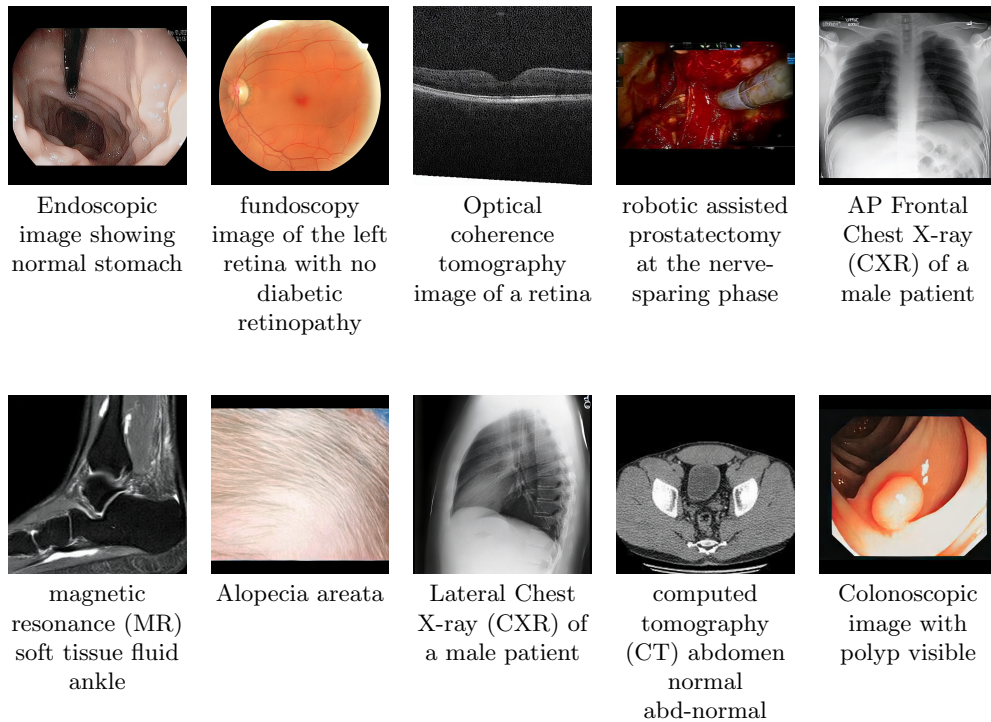 Endoscopic
image showing
normal stomach
fundoscopy
image of the left
retina with no
diabetic
retinopathy
Optical
coherence
tomography
image of a retina
robotic assisted
prostatectomy
at the nerve-
sparing phase
AP Frontal
Chest X-ray
(CXR) of a
male patient
magnetic
resonance (MR)
soft tissue fluid
ankle
Alopecia areata
Lateral Chest
X-ray (CXR) of
a male patient
computed
tomography
(CT) abdomen
normal
abd-normal
Colonoscopic
image with
polyp visible